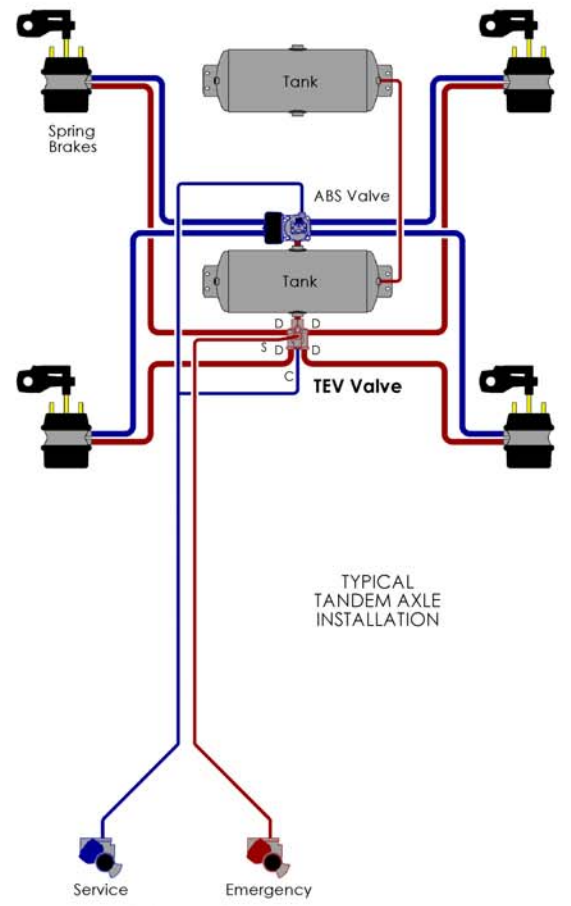 Tank
Spring
Brakes
ABS Valve
Tank
D D
S D D
C
TEV Valve
TYPICAL
TANDEM AXLE
INSTALLATION
Service Emergency